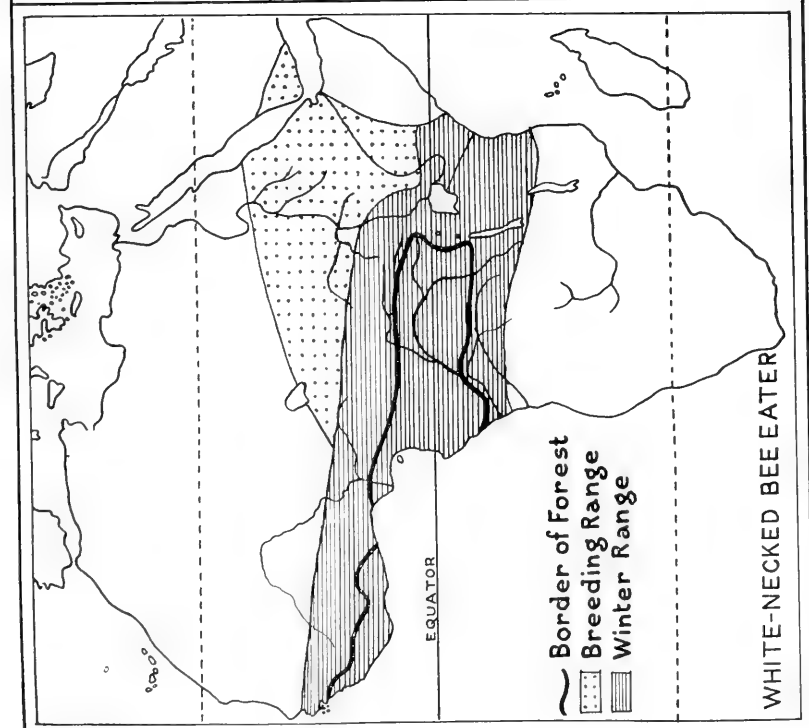 EQUATOR
Border of Forest
Breeding Range
Winter Range
WHITE-NECKED BEE EATER